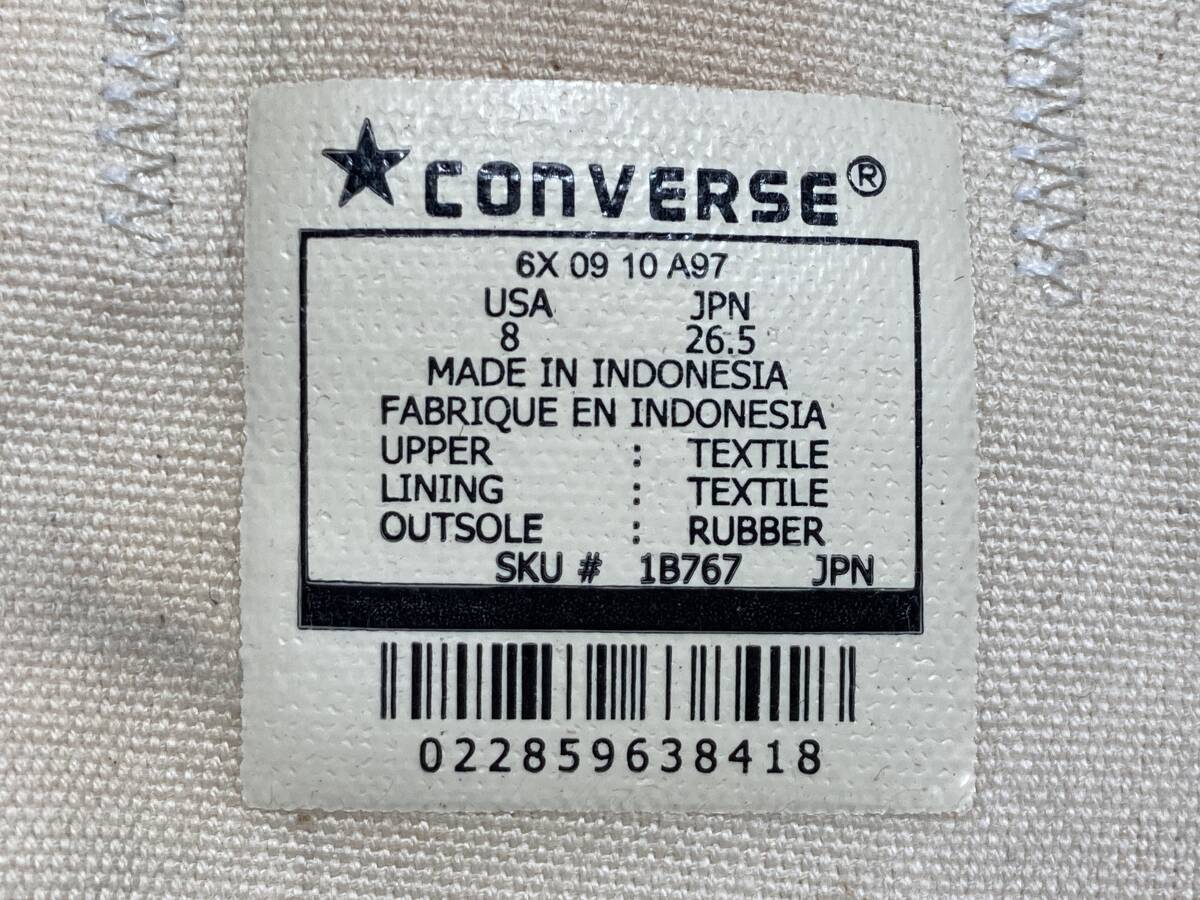 CONVERSE®
6X 09 10 A97
USA JPN
8 26.5
MADE IN INDONESIA
FABRIQUE EN INDONESIA
UPPER : TEXTILE
LINING : TEXTILE
OUTSOLE : RUBBER
SKU # 1B767 JPN
022859638418